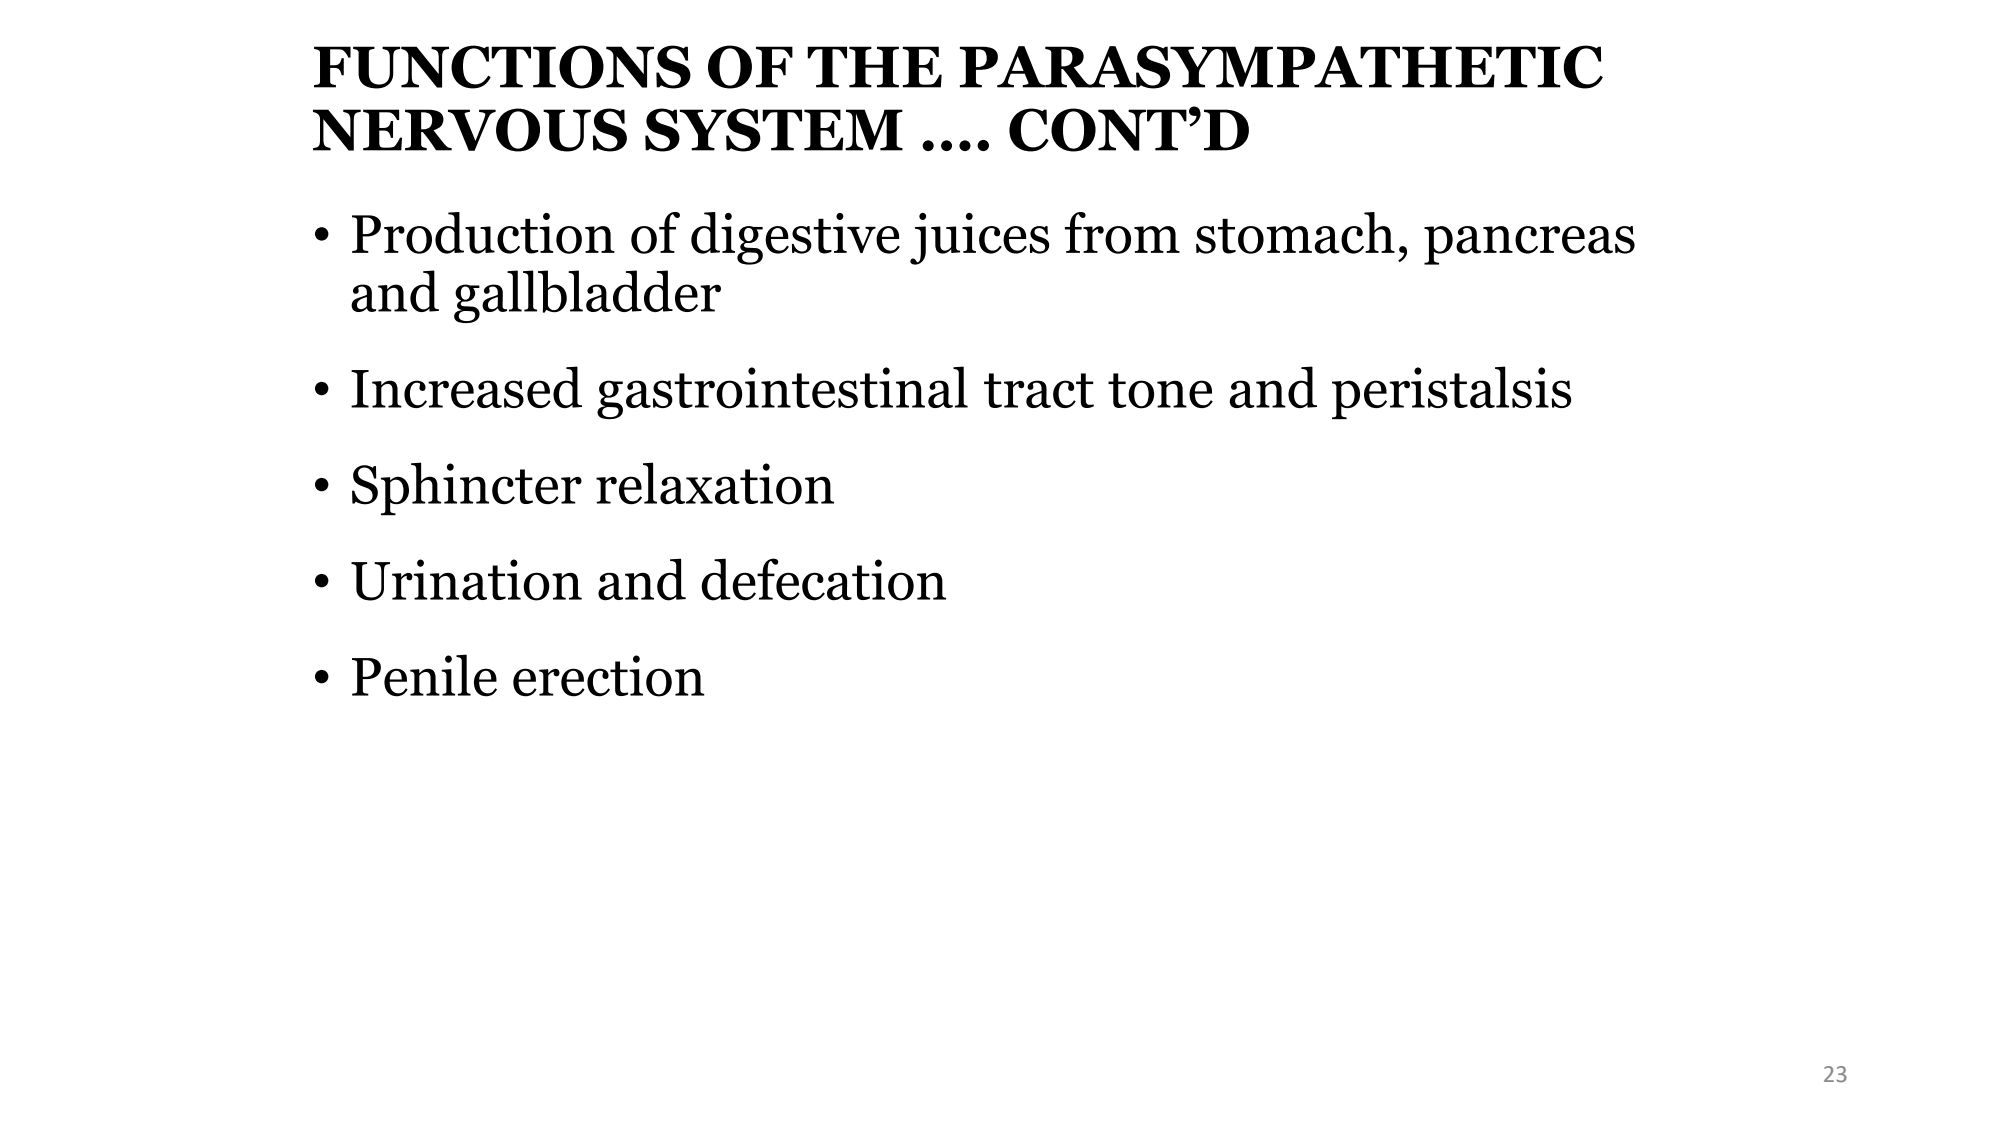 FUNCTIONS OF THE PARASYMPATHETIC
NERVOUS SYSTEM …. CONT’D
• Production of digestive juices from stomach, pancreas
and gallbladder
• Increased gastrointestinal tract tone and peristalsis
• Sphincter relaxation
• Urination and defecation
• Penile erection
23